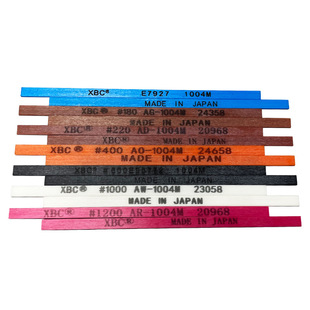 XBC® E7927 1004M
MADE IN JAPAN
XBC® #180 AG-1004M 24358
MADE IN JAPAN
XBC® #220 AD-1004M 20968
MADE IN JAPAN
XBC® #400 AO-1004M 24658
MADE IN JAPAN
XBC® 1004M
MADE IN JAPAN
XBC® #1000 AW-1004M 23058
MADE IN JAPAN
XBC® #1200 AR-1004M 20968
MADE IN JAPAN